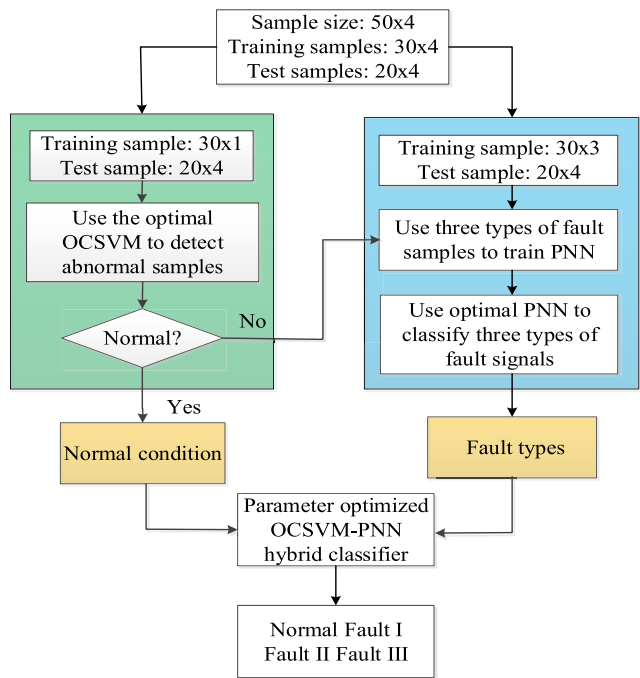 Sample size: 50x4
Training samples: 30x4
Test samples: 20x4
Training sample: 30x1
Test sample: 20x4
Use the optimal
OCSVM to detect
abnormal samples
Normal?
No
Yes
Normal condition
Training sample: 30x3
Test sample: 20x4
Use three types of fault
samples to train PNN
Use optimal PNN to
classify three types of
fault signals
Fault types
Parameter optimized
OCSVM-PNN
hybrid classifier
Normal Fault I
Fault II Fault III